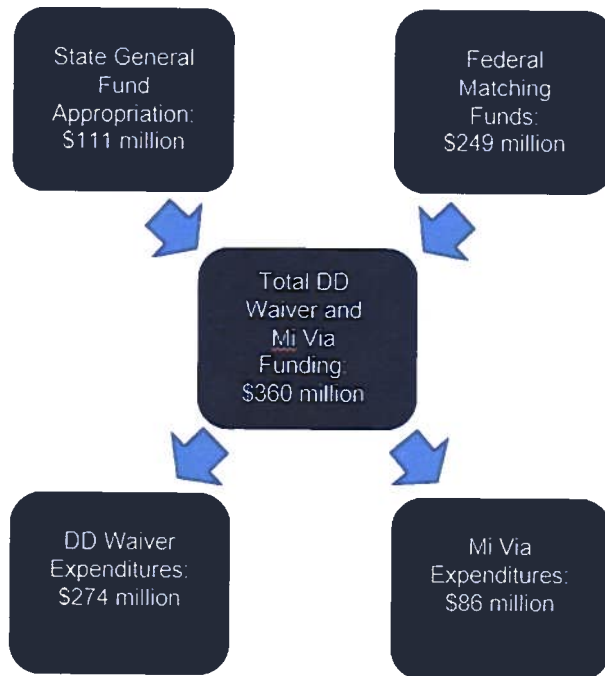 State General
Fund
Appropriation:
$111 million
Federal
Matching
Funds:
$249 million
Total DD
Waiver and
Mi Via
Funding:
$360 million
DD Waiver
Expenditures:
$274 million
Mi Via
Expenditures:
$86 million